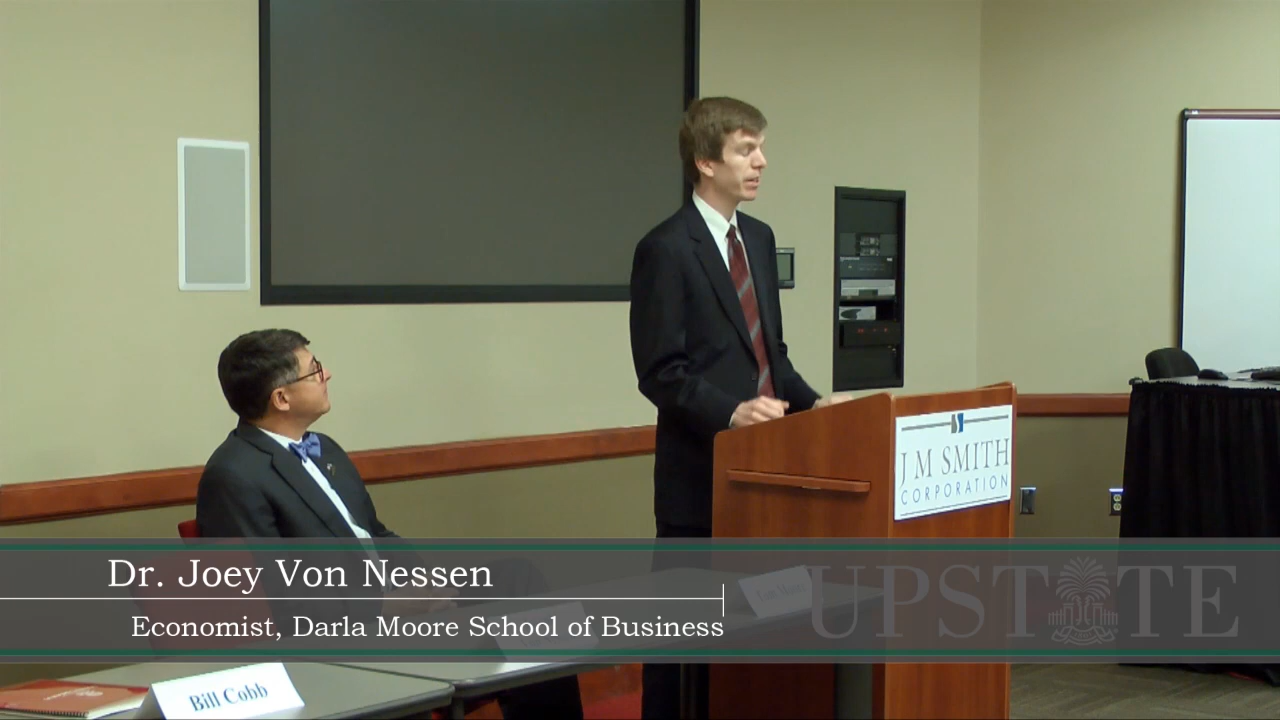 J M SMITH
CORPORATION
Dr. Joey Von Nessen
Economist, Darla Moore School of Business
UPSTATE
Bill Cobb